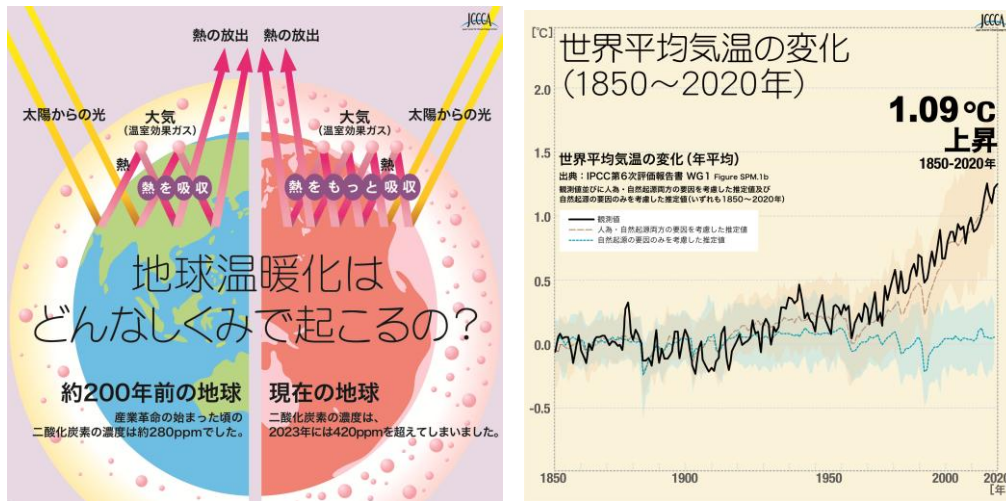 JCCCA
熱の放出 熱の放出
太陽からの光
大気
(温室効果ガス)
大気
(温室効果ガス)
太陽からの光
熱
熱
熱を吸収
熱をもっと吸収
地球温暖化は
どんなしくみで起こるの?
約200年前の地球
産業革命の始まった頃の
二酸化炭素の濃度は約280ppmでした。
現在の地球
二酸化炭素の濃度は、
2023年には420ppmを超えてしまいました。
JCCCA
[℃]
世界平均気温の変化
(1850〜2020年)
1.09℃
上昇
1850-2020年
世界平均気温の変化(年平均)
出典:IPCC第6次評価報告書 WG1 Figure SPM.1b
観測値並びに人為・自然起源両方の要因を考慮した推定値及び
自然起源の要因のみを考慮した推定値(いずれも1850〜2020年)
観測値
人為・自然起源両方の要因を考慮した推定値
自然起源の要因のみを考慮した推定値
2.0
1.5
1.0
0.5
0.0
-0.5
1850 1900 1950 2000 2020
[年]